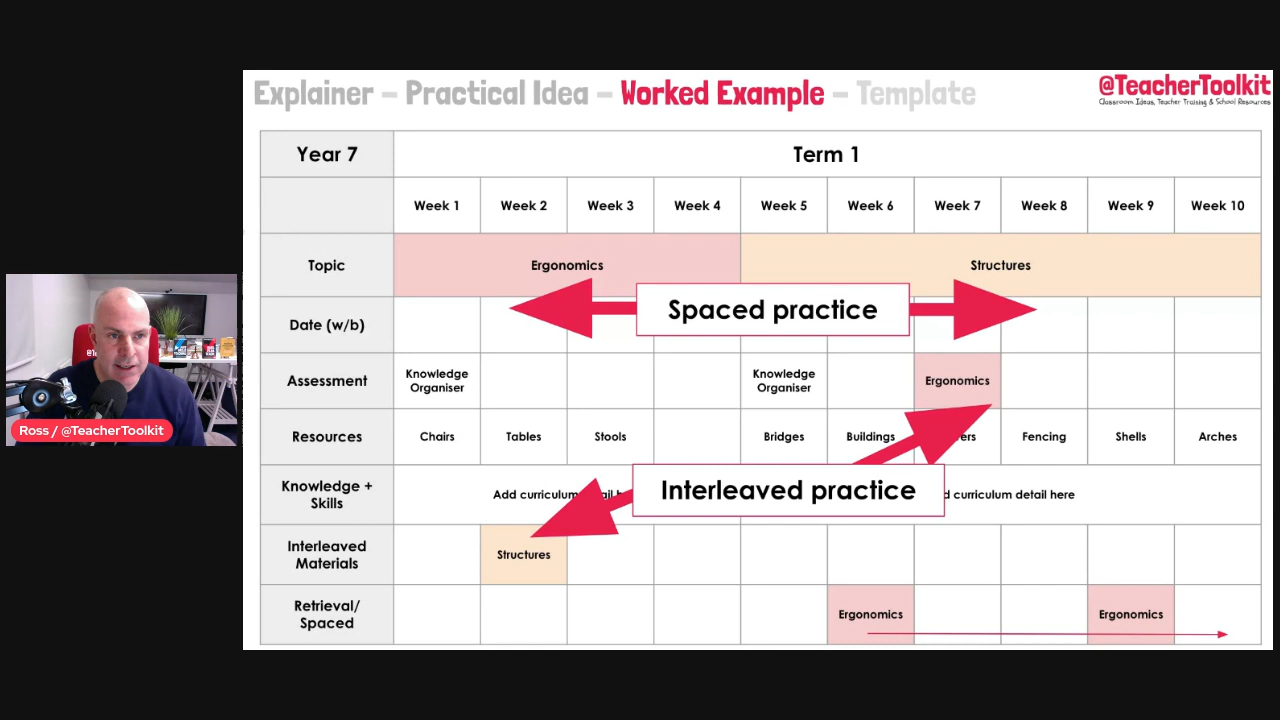 Explainer – Practical Idea – Worked Example – Template
@TeacherToolkit
Classroom Ideas, Teacher Training & School Resources
Year 7
Term 1
Week 1
Week 2
Week 3
Week 4
Week 5
Week 6
Week 7
Week 8
Week 9
Week 10
Topic
Ergonomics
Structures
Spaced practice
Date (w/b)
Assessment
Knowledge
Organiser
Knowledge
Organiser
Ergonomics
Resources
Chairs
Tables
Stools
Bridges
Buildings
Fencing
Shells
Arches
Knowledge +
Skills
Add curriculum
Interleaved practice
curriculum detail here
Interleaved
Materials
Structures
Retrieval/
Spaced
Ergonomics
Ergonomics
Ross / @TeacherToolkit